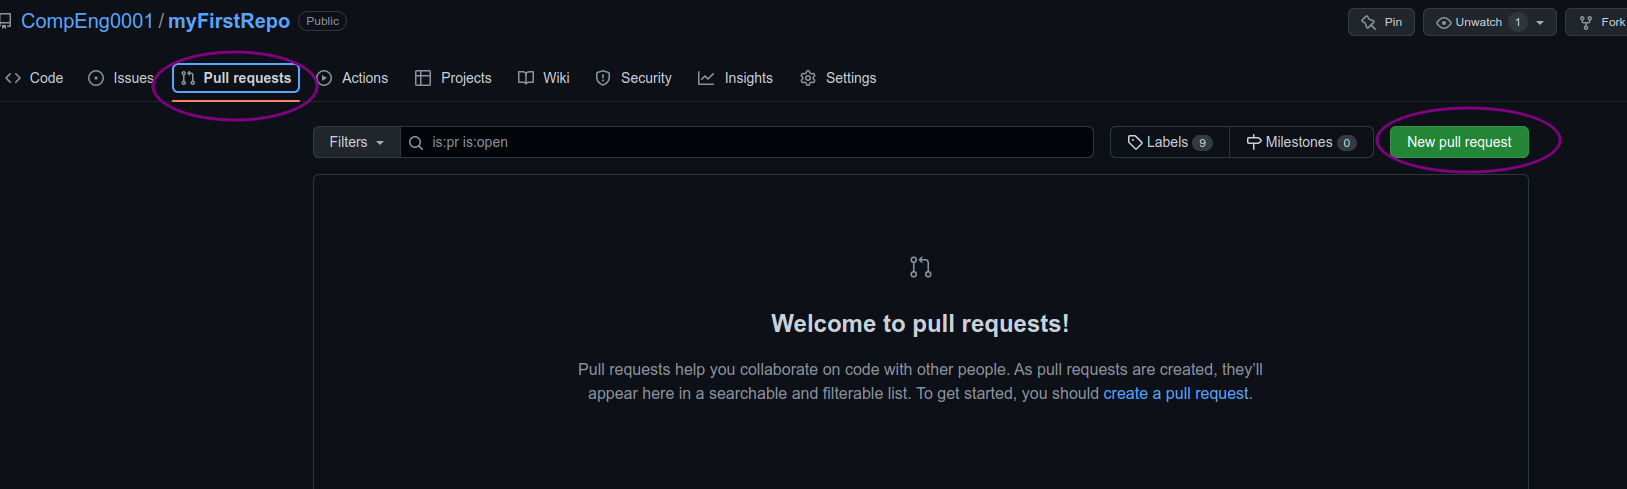 CompEng0001 / myFirstRepo Public
Pin
Unwatch 1
Fork
Code
Issues
Pull requests
Actions
Projects
Wiki
Security
Insights
Settings
Filters
is:pr is:open
Labels 9
Milestones 0
New pull request
Welcome to pull requests!
Pull requests help you collaborate on code with other people. As pull requests are created, they'll
appear here in a searchable and filterable list. To get started, you should create a pull request.